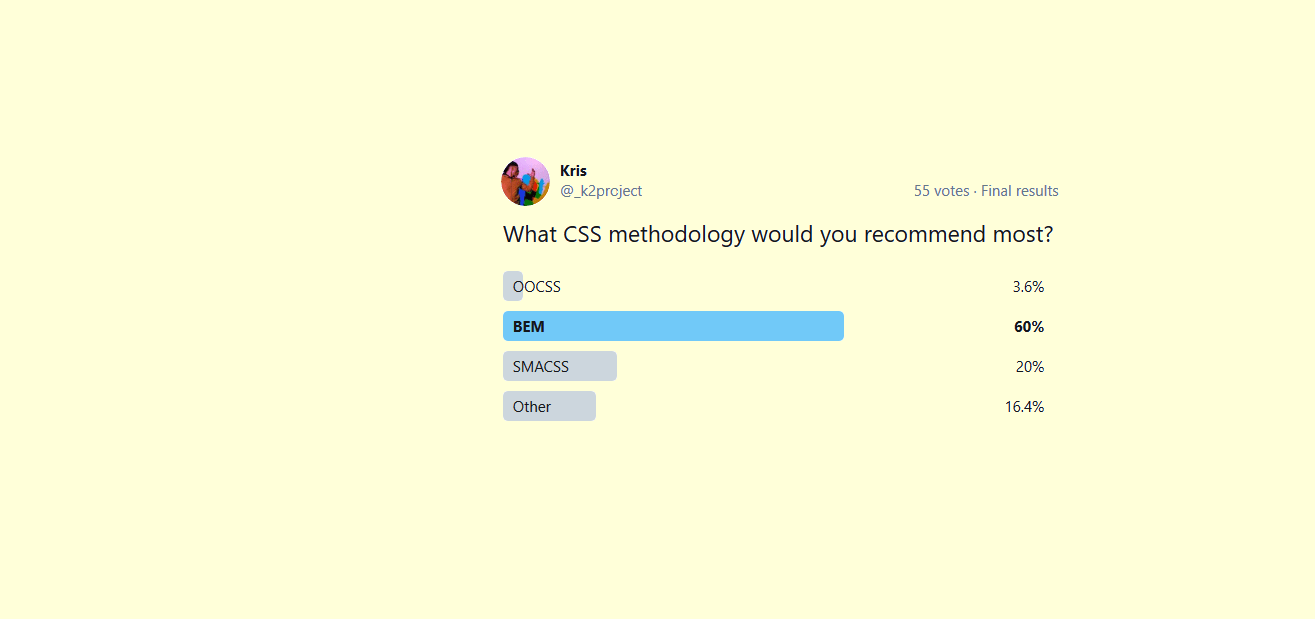 Kris
@_k2project
55 votes · Final results
What CSS methodology would you recommend most?
OOCSS 3.6%
BEM 60%
SMACSS 20%
Other 16.4%